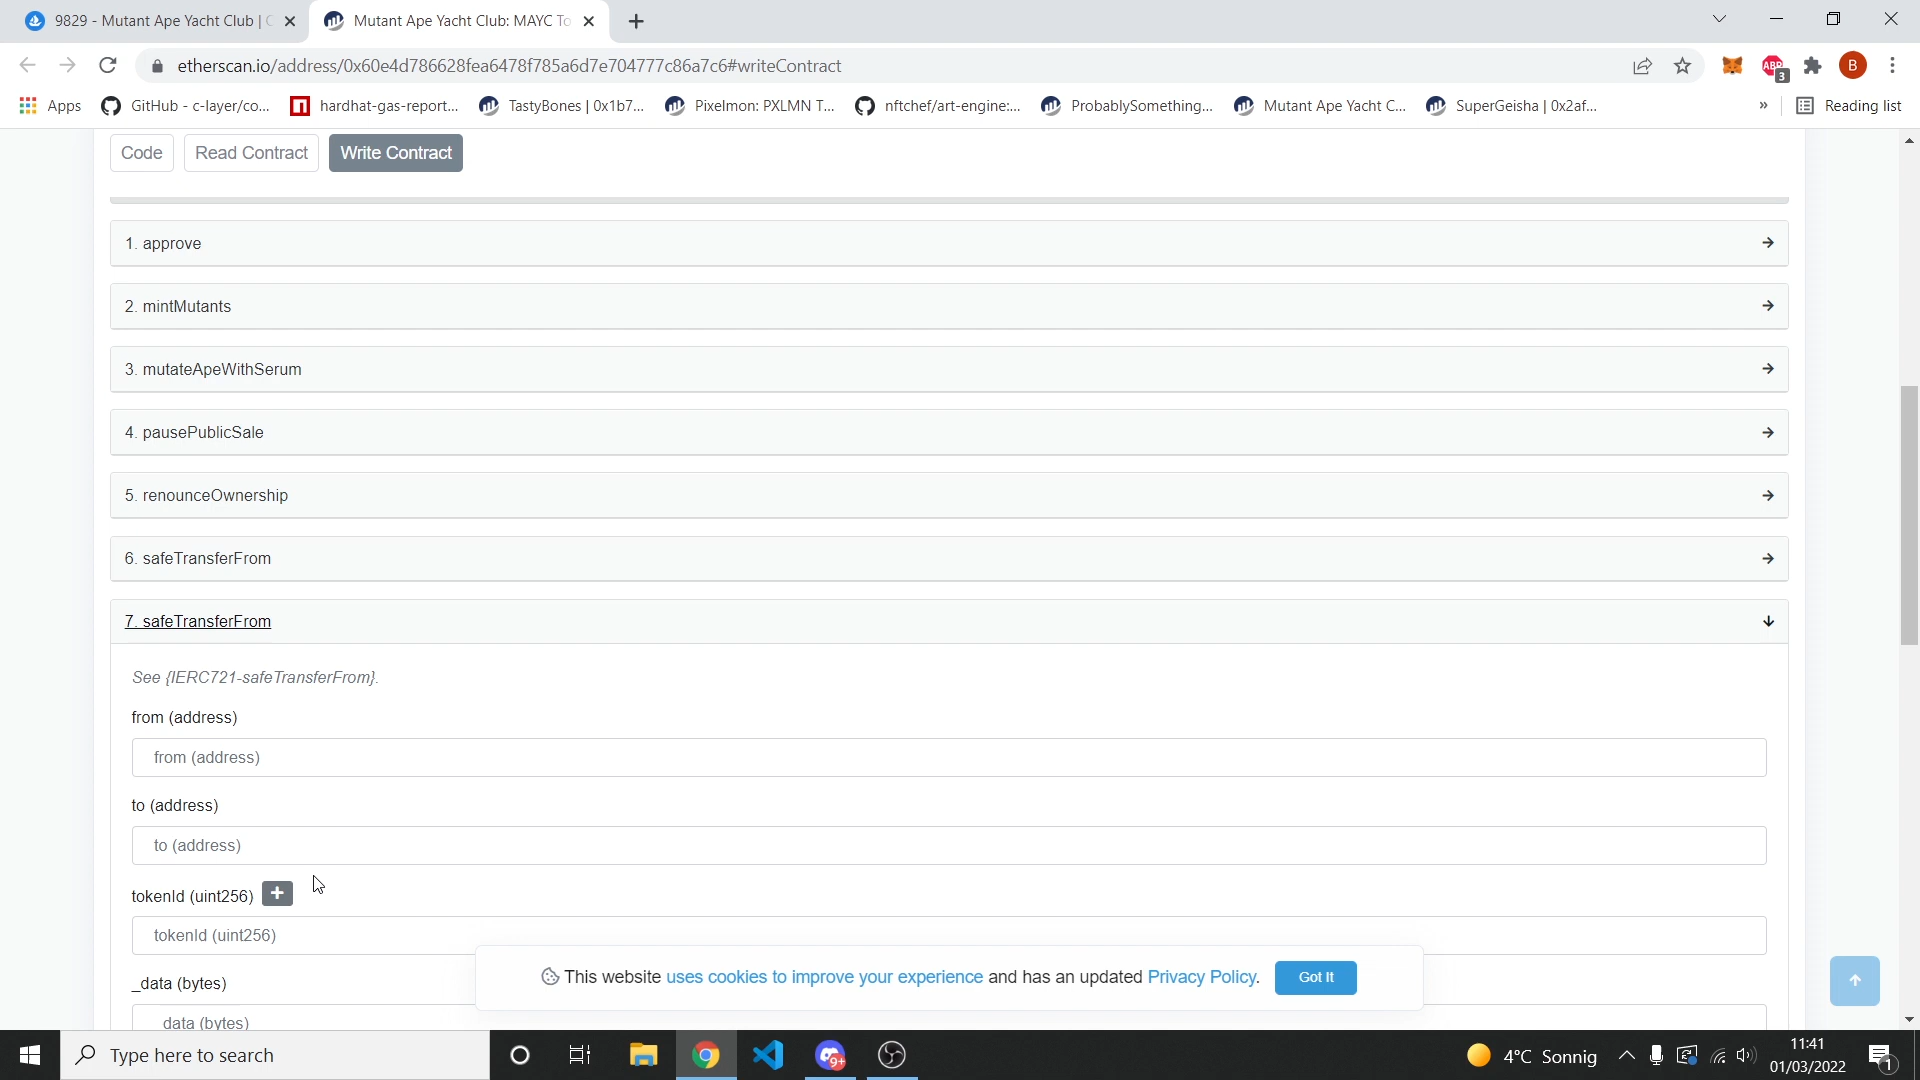 9829 - Mutant Ape Yacht Club | C
Mutant Ape Yacht Club: MAYC To
etherscan.io/address/0x60e4d786628fea6478f785a6d7e704777c86a7c6#writeContract
ABP
3
B
Apps
GitHub - c-layer/co...
hardhat-gas-report...
TastyBones | 0x1b7...
Pixelmon: PXLMN T...
nftchef/art-engine:...
ProbablySomething...
Mutant Ape Yacht C...
SuperGeisha | 0x2af...
»
Reading list
Code
Read Contract
Write Contract
1. approve
2. mintMutants
3. mutateApeWithSerum
4. pausePublicSale
5. renounceOwnership
6. safeTransferFrom
7. safeTransferFrom
See {IERC721-safeTransferFrom}.
from (address)
from (address)
to (address)
to (address)
tokenId (uint256) +
tokenId (uint256)
_data (bytes)
_data (bytes)
This website uses cookies to improve your experience and has an updated Privacy Policy.
Got It
Type here to search
9+
4°C Sonnig
11:41
01/03/2022
1